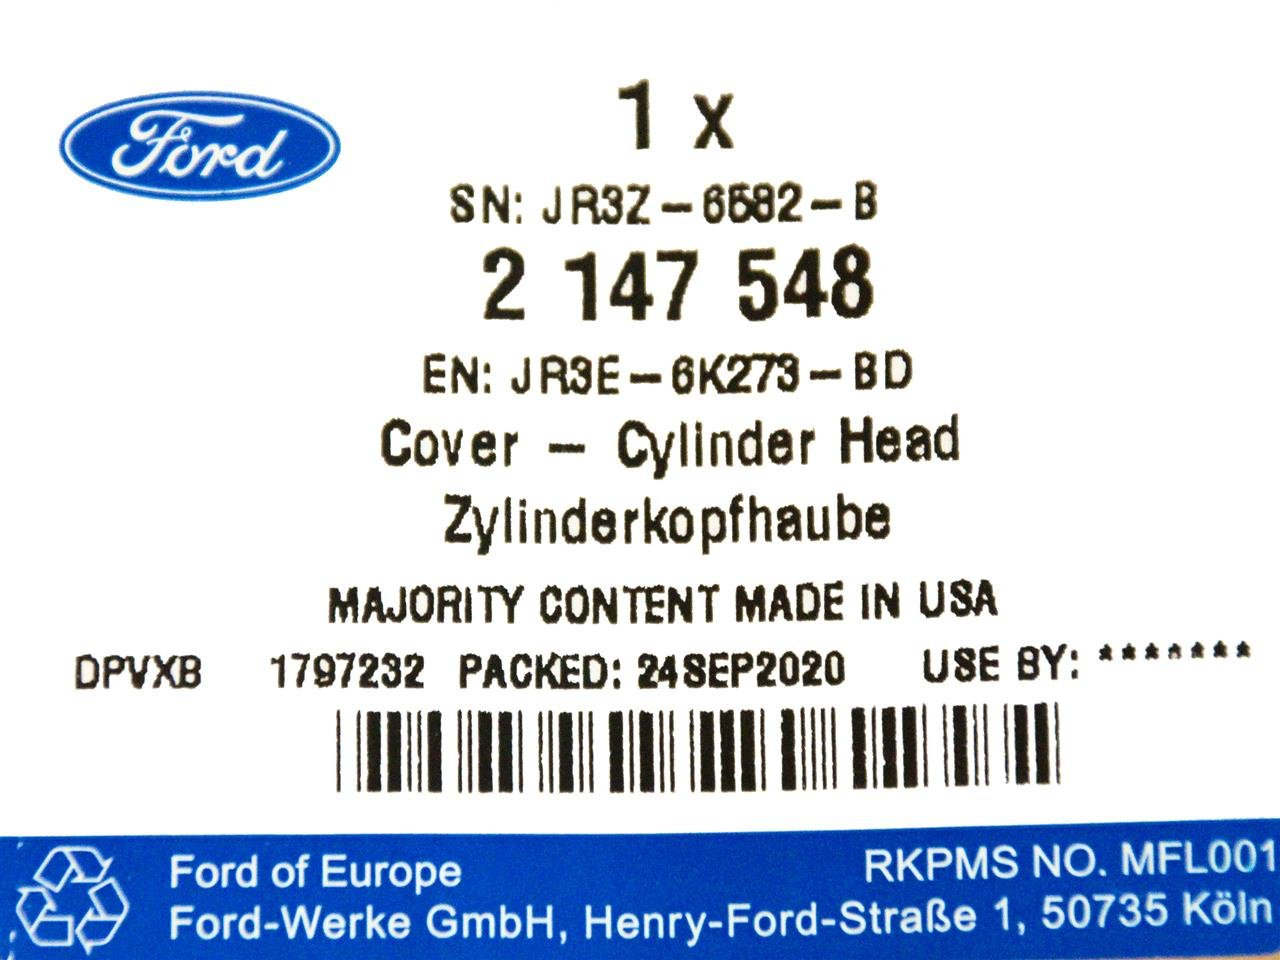 Ford
1 x
SN: JR3Z-6582-B
2 147 548
EN: JR3E-6K273-BD
Cover - Cylinder Head
Zylinderkopfhaube
MAJORITY CONTENT MADE IN USA
DPVXB 1797232 PACKED: 24SEP2020 USE BY: *******
Ford of Europe RKPMS NO. MFL001
Ford-Werke GmbH, Henry-Ford-Straße 1, 50735 Köln